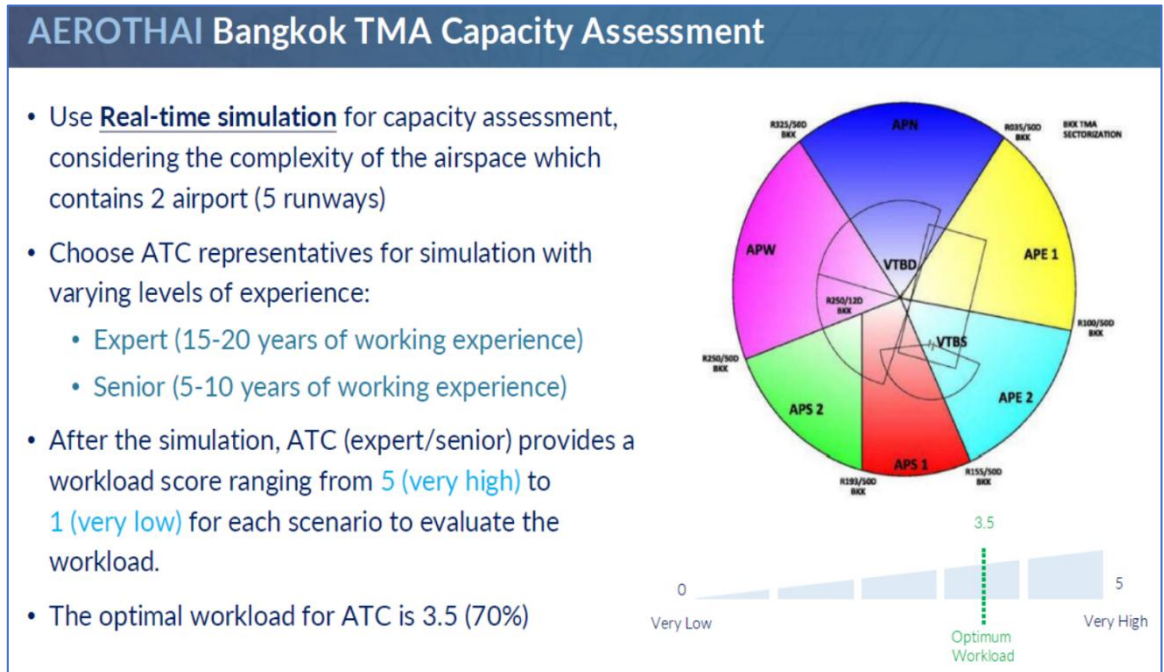 AEROTHAI Bangkok TMA Capacity Assessment
• Use Real-time simulation for capacity assessment,
considering the complexity of the airspace which
contains 2 airport (5 runways)
• Choose ATC representatives for simulation with
varying levels of experience:
• Expert (15-20 years of working experience)
• Senior (5-10 years of working experience)
• After the simulation, ATC (expert/senior) provides a
workload score ranging from 5 (very high) to
1 (very low) for each scenario to evaluate the
workload.
• The optimal workload for ATC is 3.5 (70%)
R325/50D
BKK
APN
R035/50D
BKK
BKK TMA
SECTORIZATION
APW
VTBD
APE 1
R250/12D
BKK
R100/50D
BKK
VTBS
R250/50D
BKK
APS 2
APE 2
APS 1
R193/50D
BKK
R155/50D
BKK
3.5
0
5
Very Low
Very High
Optimum
Workload